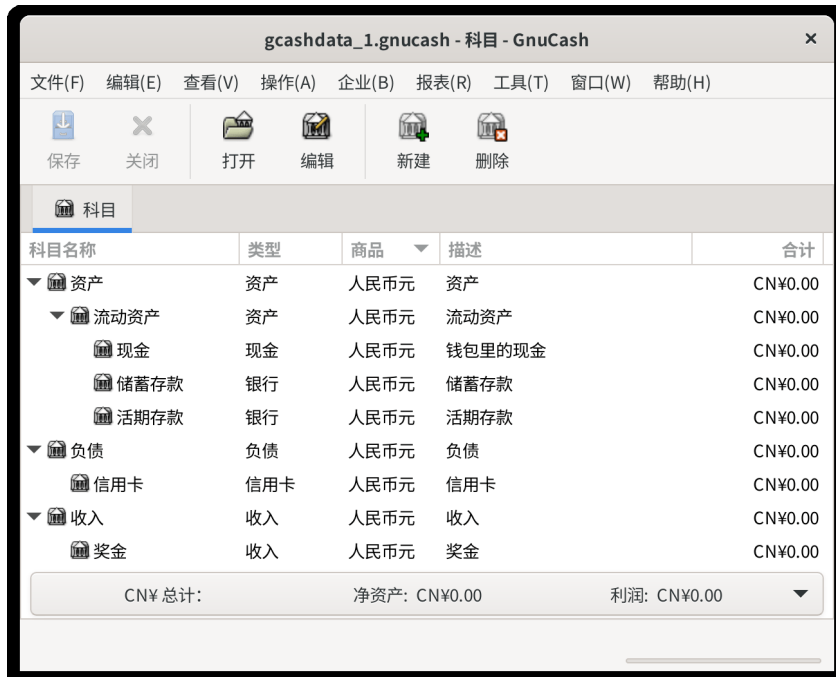 gcashdata_1.gnucash - 科目 - GnuCash
文件(F) 编辑(E) 查看(V) 操作(A) 企业(B) 报表(R) 工具(T) 窗口(W) 帮助(H)
保存 关闭 打开 编辑 新建 删除
科目
科目名称 类型 商品 描述 合计
资产 资产 人民币元 资产 CN¥0.00
流动资产 资产 人民币元 流动资产 CN¥0.00
现金 现金 人民币元 钱包里的现金 CN¥0.00
储蓄存款 银行 人民币元 储蓄存款 CN¥0.00
活期存款 银行 人民币元 活期存款 CN¥0.00
负债 负债 人民币元 负债 CN¥0.00
信用卡 信用卡 人民币元 信用卡 CN¥0.00
收入 收入 人民币元 收入 CN¥0.00
奖金 收入 人民币元 奖金 CN¥0.00
CN¥ 总计: 净资产: CN¥0.00 利润: CN¥0.00